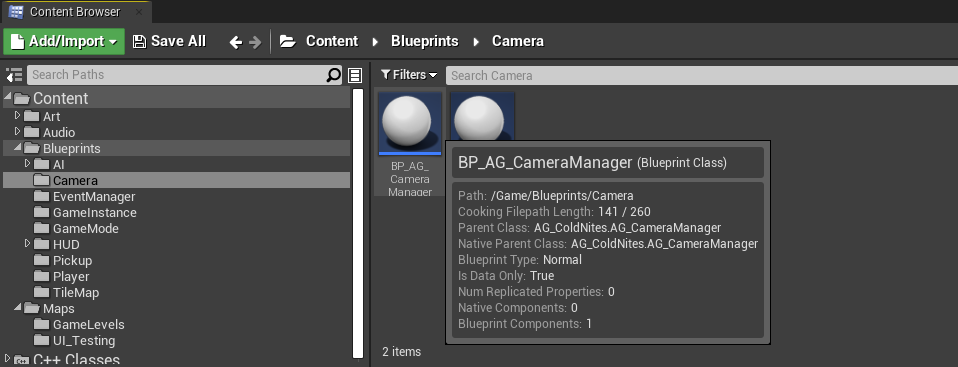 Content Browser
Add/Import
Save All
Content
Blueprints
Camera
Search Paths
Filters
Search Camera
Content
Art
Audio
Blueprints
AI
Camera
EventManager
GameInstance
GameMode
HUD
Pickup
Player
TileMap
Maps
GameLevels
UI_Testing
C++ Classes
BP_AG_
Camera
Manager
BP_AG_CameraManager (Blueprint Class)
Path: /Game/Blueprints/Camera
Cooking Filepath Length: 141 / 260
Parent Class: AG_ColdNites.AG_CameraManager
Native Parent Class: AG_ColdNites.AG_CameraManager
Blueprint Type: Normal
Is Data Only: True
Num Replicated Properties: 0
Native Components: 0
Blueprint Components: 1
2 items